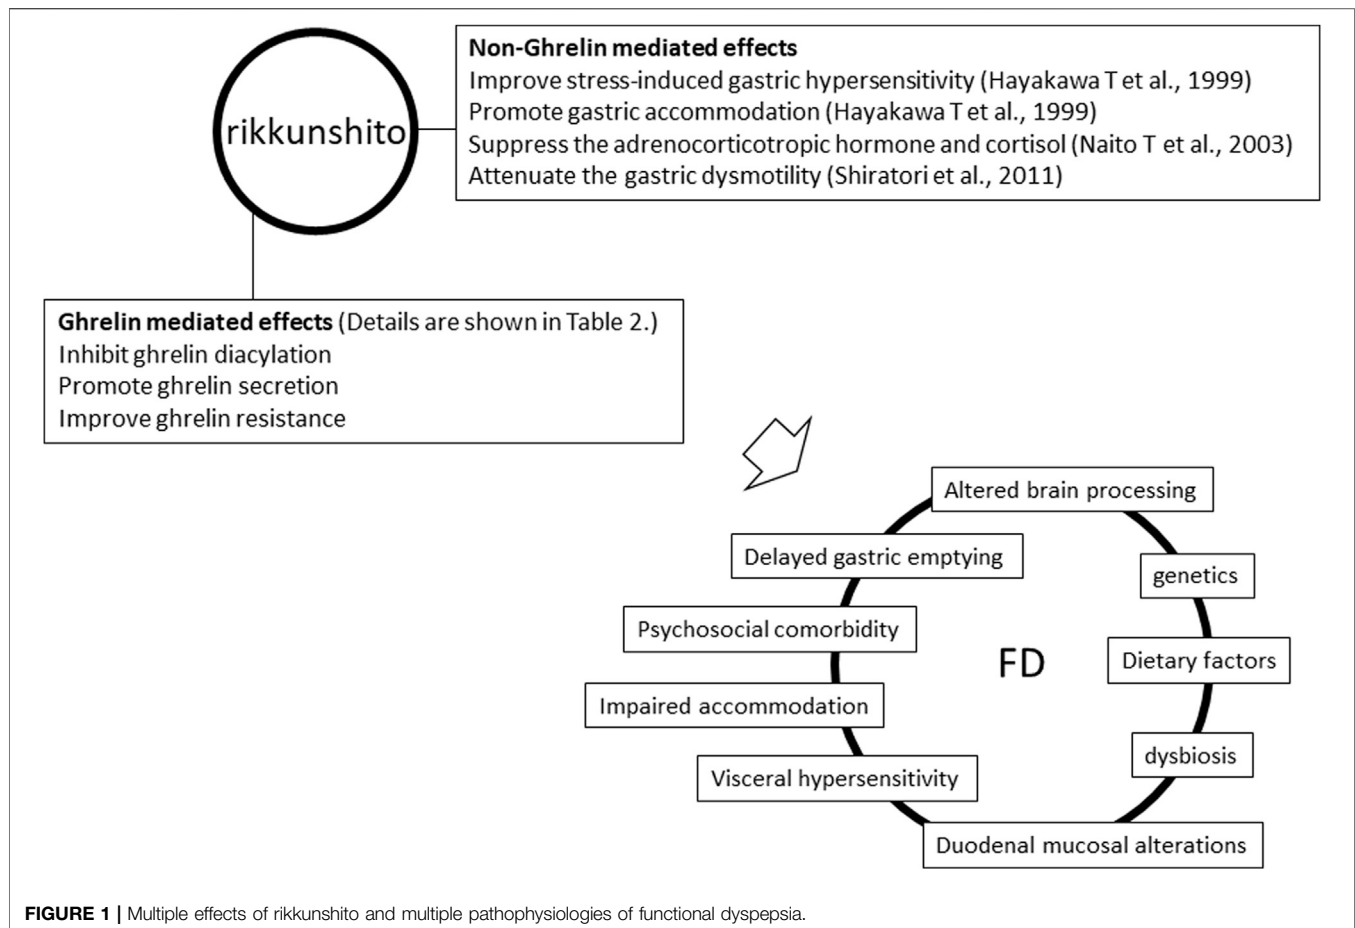 rikkunshito
Non-Ghrelin mediated effects
Improve stress-induced gastric hypersensitivity (Hayakawa T et al., 1999)
Promote gastric accommodation (Hayakawa T et al., 1999)
Suppress the adrenocorticotropic hormone and cortisol (Naito T et al., 2003)
Attenuate the gastric dysmotility (Shiratori et al., 2011)
Ghrelin mediated effects (Details are shown in Table 2.)
Inhibit ghrelin diacylation
Promote ghrelin secretion
Improve ghrelin resistance
Altered brain processing
Delayed gastric emptying
genetics
Psychosocial comorbidity
FD
Dietary factors
Impaired accommodation
dysbiosis
Visceral hypersensitivity
Duodenal mucosal alterations
FIGURE 1 | Multiple effects of rikkunshito and multiple pathophysiologies of functional dyspepsia.